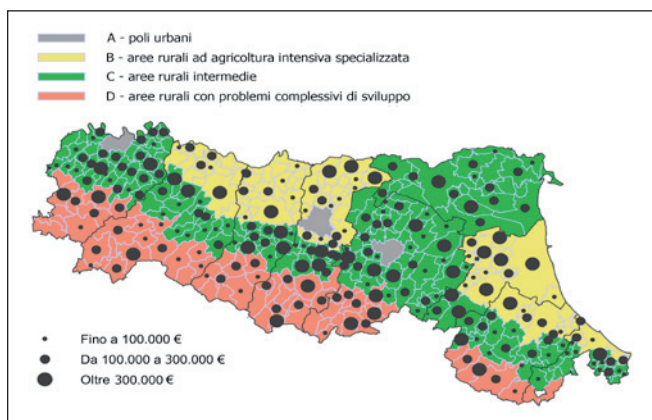 A - poli urbani
B - aree rurali ad agricoltura intensiva specializzata
C - aree rurali intermedie
D - aree rurali con problemi complessivi di sviluppo
Fino a 100.000 €
Da 100.000 a 300.000 €
Oltre 300.000 €